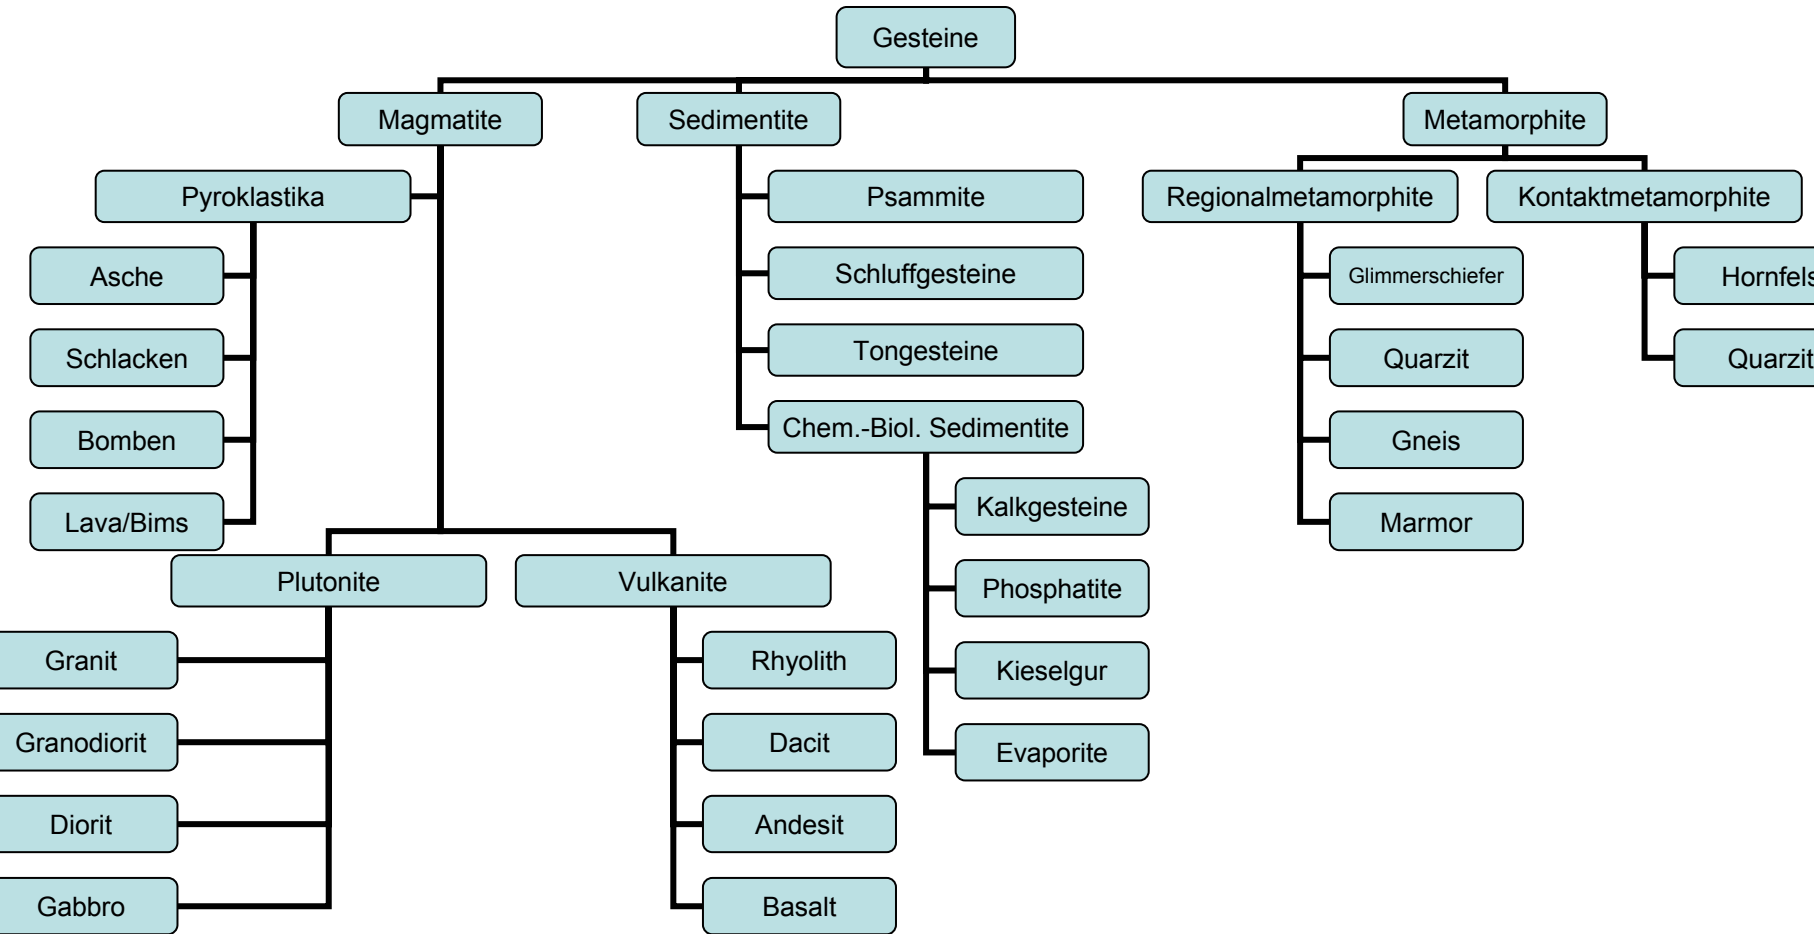 Gesteine
Magmatite
Sedimentite
Metamorphite
Pyroklastika
Psammite
Regionalmetamorphite
Kontaktmetamorphite
Asche
Schluffgesteine
Glimmerschiefer
Hornfels
Schlacken
Tongesteine
Quarzit
Quarzit
Bomben
Chem.-Biol. Sedimentite
Gneis
Lava/Bims
Kalkgesteine
Marmor
Plutonite
Vulkanite
Phosphatite
Granit
Rhyolith
Kieselgur
Granodiorit
Dacit
Evaporite
Diorit
Andesit
Gabbro
Basalt